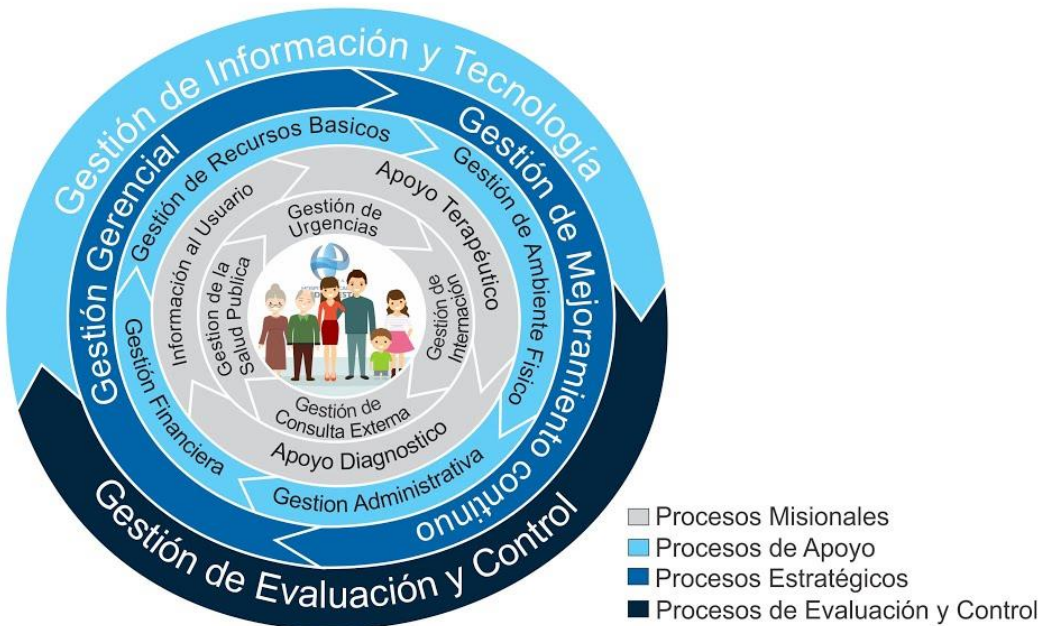 Gestión de Información y Tecnología
Gestión Gerencial
Gestión de Mejoramiento continuo
Gestión de Recursos Basicos
Gestión de Ambiente Fisico
Gestion Administrativa
Gestión Financiera
Información al Usuario
Apoyo Terapéutico
Apoyo Diagnostico
Gestión de
Urgencias
Gestión de
Internación
Gestión de
Consulta Externa
Gestion de la
Salud Publica
Gestión de Evaluación y Control
Procesos Misionales
Procesos de Apoyo
Procesos Estratégicos
Procesos de Evaluación y Control